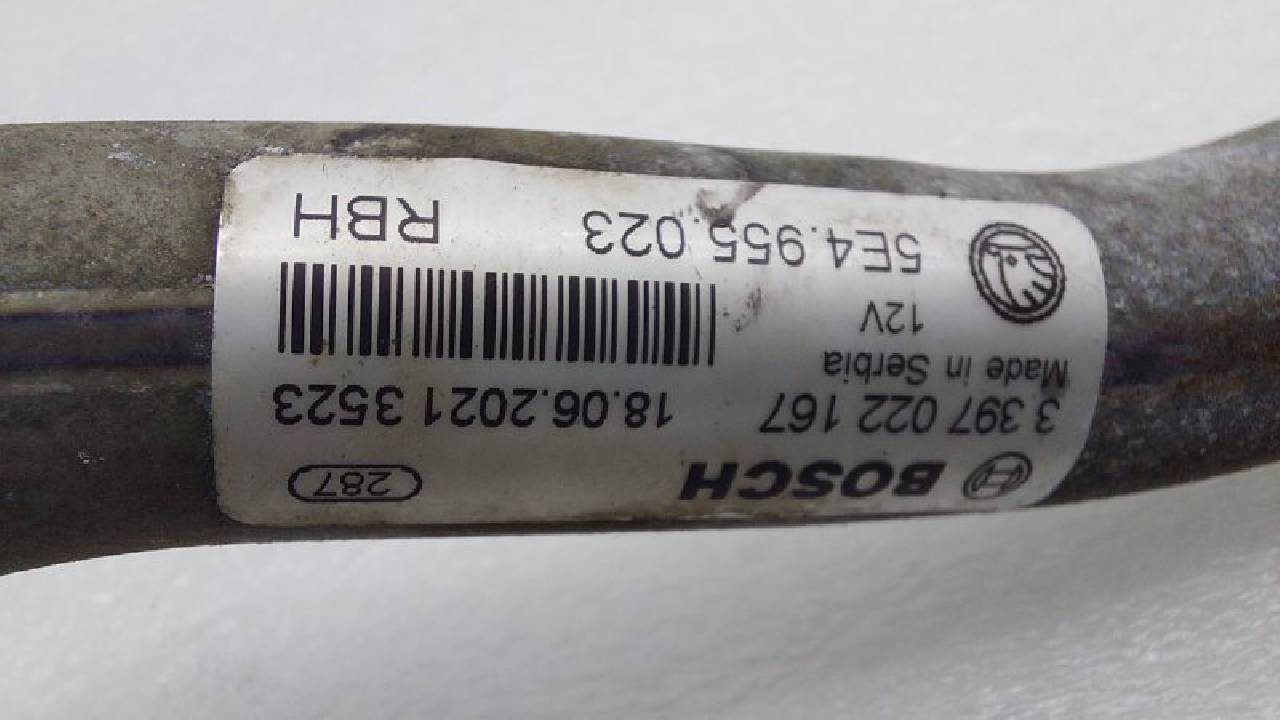 BOSCH 287
3 397 022 167 18.06.2021 3523
Made in Serbia
12V
5E4.955.023 RBH